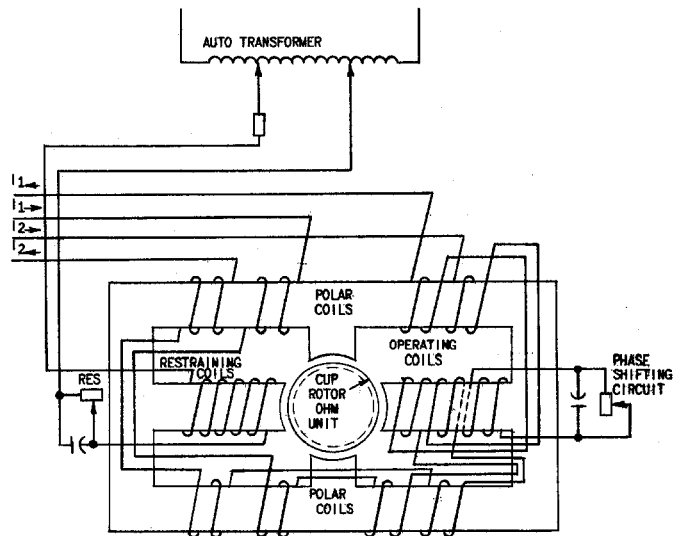 AUTO TRANSFORMER
I1
I1
I2
I2
POLAR
COILS
RESTRAINING
COILS
OPERATING
COILS
RES
CUP
ROTOR
OHM
UNIT
PHASE
SHIFTING
CIRCUIT
POLAR
COILS